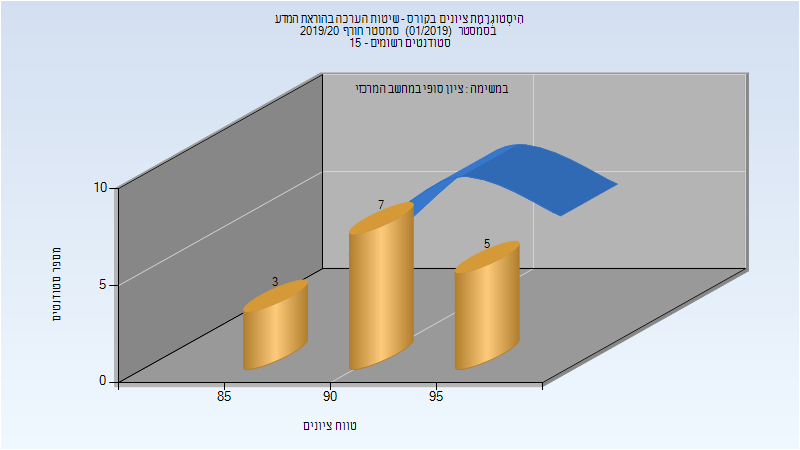 היסטוגרמת ציונים בקורס - שיטות הערכה בהוראת המדע
בסמסטר (01/2019) סמסטר חורף 2019/20
סטודנטים רשומים - 15
במשימה : ציון סופי במחשב המרכזי
מספר סטודנטים
10
5
0
3
7
5
85
90
95
טווח ציונים